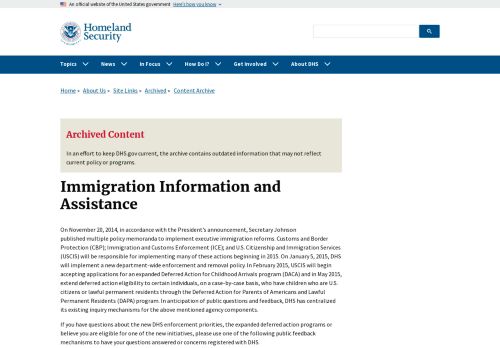 An official website of the United States government Here's how you know
Homeland
Security
Topics News In Focus How Do I? Get Involved About DHS
Home » About Us » Site Links » Archived » Content Archive
Archived Content
In an effort to keep DHS.gov current, the archive contains outdated information that may not reflect
current policy or programs.
Immigration Information and
Assistance
On November 20, 2014, in accordance with the President's announcement, Secretary Johnson
published multiple policy memoranda to implement executive immigration reforms. Customs and Border
Protection (CBP); Immigration and Customs Enforcement (ICE); and U.S. Citizenship and Immigration Services
(USCIS) will be responsible for implementing many of these actions beginning in 2015. On January 5, 2015, DHS
will implement a new department-wide enforcement and removal policy. In February 2015, USCIS will begin
accepting applications for an expanded Deferred Action for Childhood Arrivals program (DACA) and in May 2015,
extend deferred action eligibility to certain individuals, on a case-by-case basis, who have children who are U.S.
citizens or lawful permanent residents through the Deferred Action for Parents of Americans and Lawful
Permanent Residents (DAPA) program. In anticipation of public questions and feedback, DHS has centralized
its existing inquiry mechanisms for the above mentioned agency components.
If you have questions about the new DHS enforcement priorities, the expanded deferred action programs or
believe you are eligible for one of the new initiatives, please use one of the following public feedback
mechanisms to have your questions answered or concerns registered with DHS.